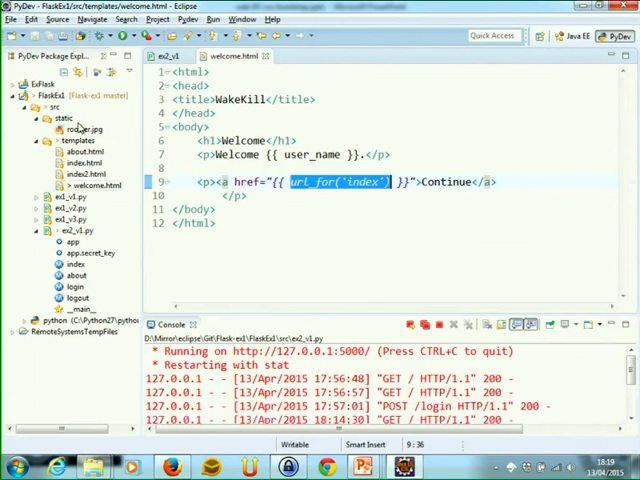 PyDev - FlaskEx1/src/templates/welcome.html - Eclipse
File Edit Source Navigate Search Project PyDev Run Window Help
Quick Access
Java EE
PyDev
PyDev Package Expl...
ExFlask
> FlaskEx1 [Flask-ex1 master]
> src
static
templates
about.html
index.html
index2.html
> welcome.html
ex1_v1.py
ex1_v2.py
ex1_v3.py
> ex2_v1.py
app
app.secret_key
index
about
login
logout
__main__
python (C:\Python27\pyth
RemoteSystemsTempFiles
ex2_v1
welcome.html
1 <html>
2 <head>
3 <title>WakeKill</title>
4 </head>
5 <body>
6 <h1>Welcome</h1>
7 <p>Welcome {{ user_name }}.</p>
8
9 <p><a href="{{ url_for('index') }}">Continue</a>
10 </p>
11 </body>
12 </html>
Console
D:\Mirror\eclipse\Git\Flask-ex1\FlaskEx1\src\ex2_v1.py
* Running on http://127.0.0.1:5000/ (Press CTRL+C to quit)
* Restarting with stat
127.0.0.1 - - [13/Apr/2015 17:56:48] "GET / HTTP/1.1" 200 -
127.0.0.1 - - [13/Apr/2015 17:56:57] "GET / HTTP/1.1" 200 -
127.0.0.1 - - [13/Apr/2015 17:57:01] "POST /login HTTP/1.1" 200 -
127.0.0.1 - - [13/Apr/2015 18:14:30] "GET / HTTP/1.1" 200 -
Writable
Smart Insert
9 : 36
18:19
13/04/2015